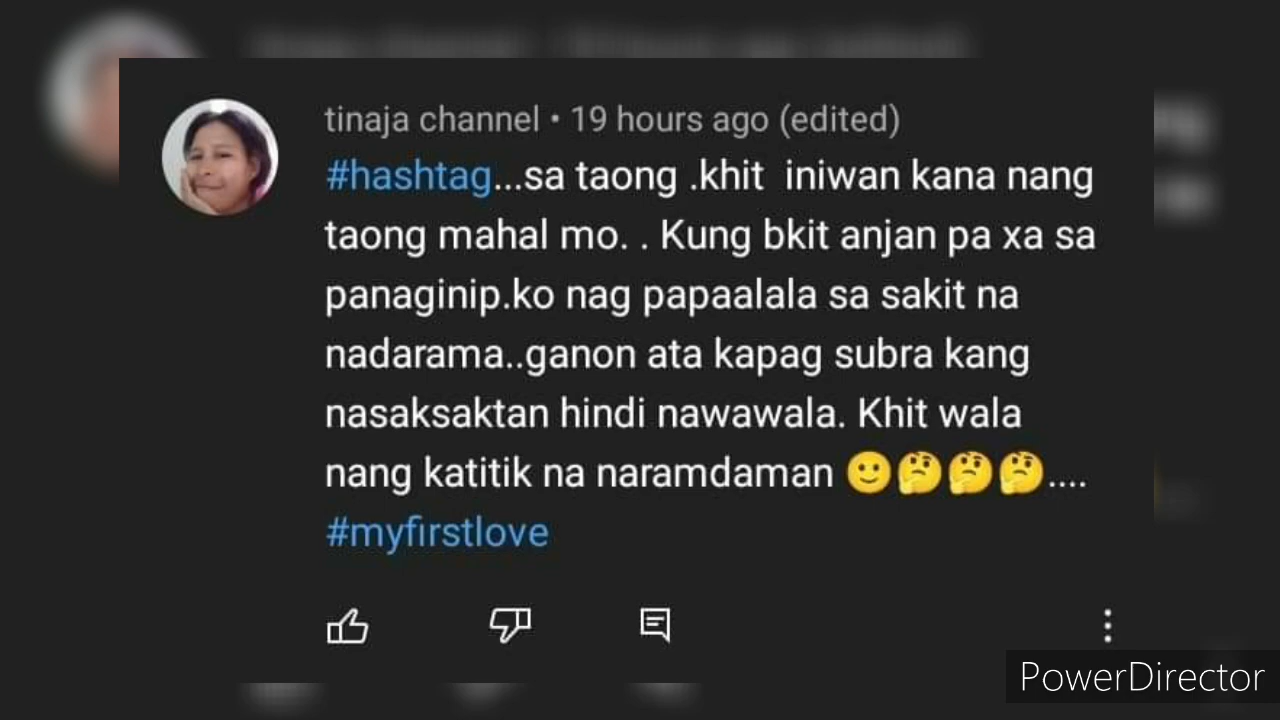 tinaja channel • 19 hours ago (edited)
#hashtag...sa taong .khit iniwan kana nang
taong mahal mo. . Kung bkit anjan pa xa sa
panaginip.ko nag papaalala sa sakit na
nadarama..ganon ata kapag subra kang
nasaksaktan hindi nawawala. Khit wala
nang katitik na naramdaman 🙂🤔🤔🤔....
#myfirstlove
PowerDirector